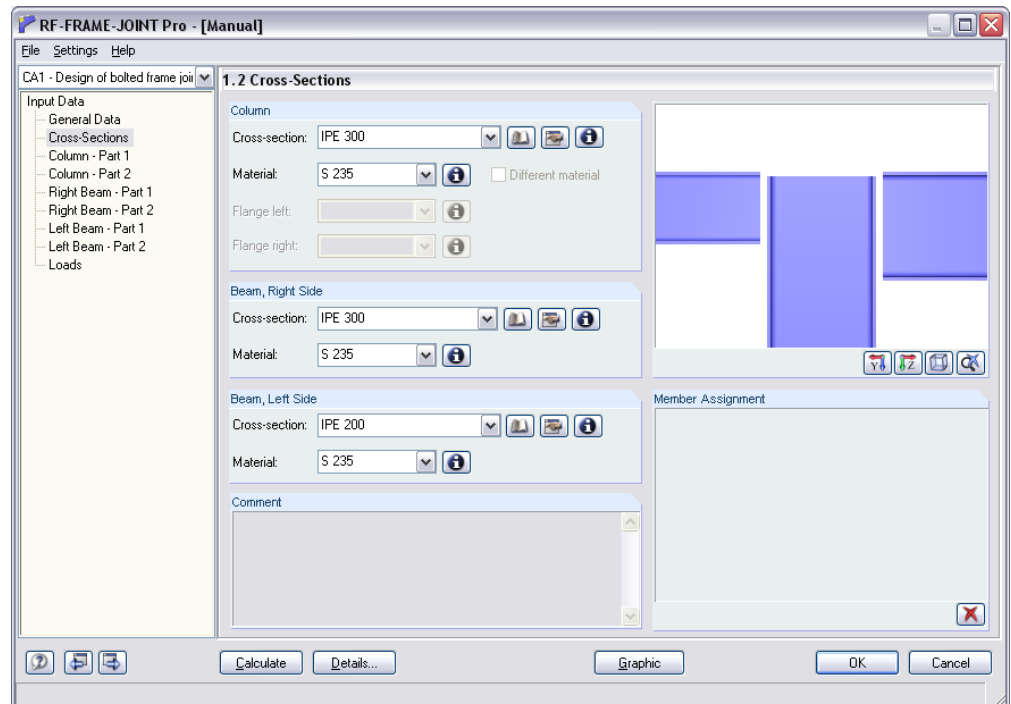 RF-FRAME-JOINT Pro - [Manual]
File Settings Help
CA1 - Design of bolted frame joi
1.2 Cross-Sections
Input Data
General Data
Cross-Sections
Column - Part 1
Column - Part 2
Right Beam - Part 1
Right Beam - Part 2
Left Beam - Part 1
Left Beam - Part 2
Loads
Column
Cross-section: IPE 300
Material: S 235 Different material
Flange left:
Flange right:
Beam, Right Side
Cross-section: IPE 300
Material: S 235
Beam, Left Side
Cross-section: IPE 200
Material: S 235
Comment
Y Z
Member Assignment
Calculate Details... Graphic OK Cancel